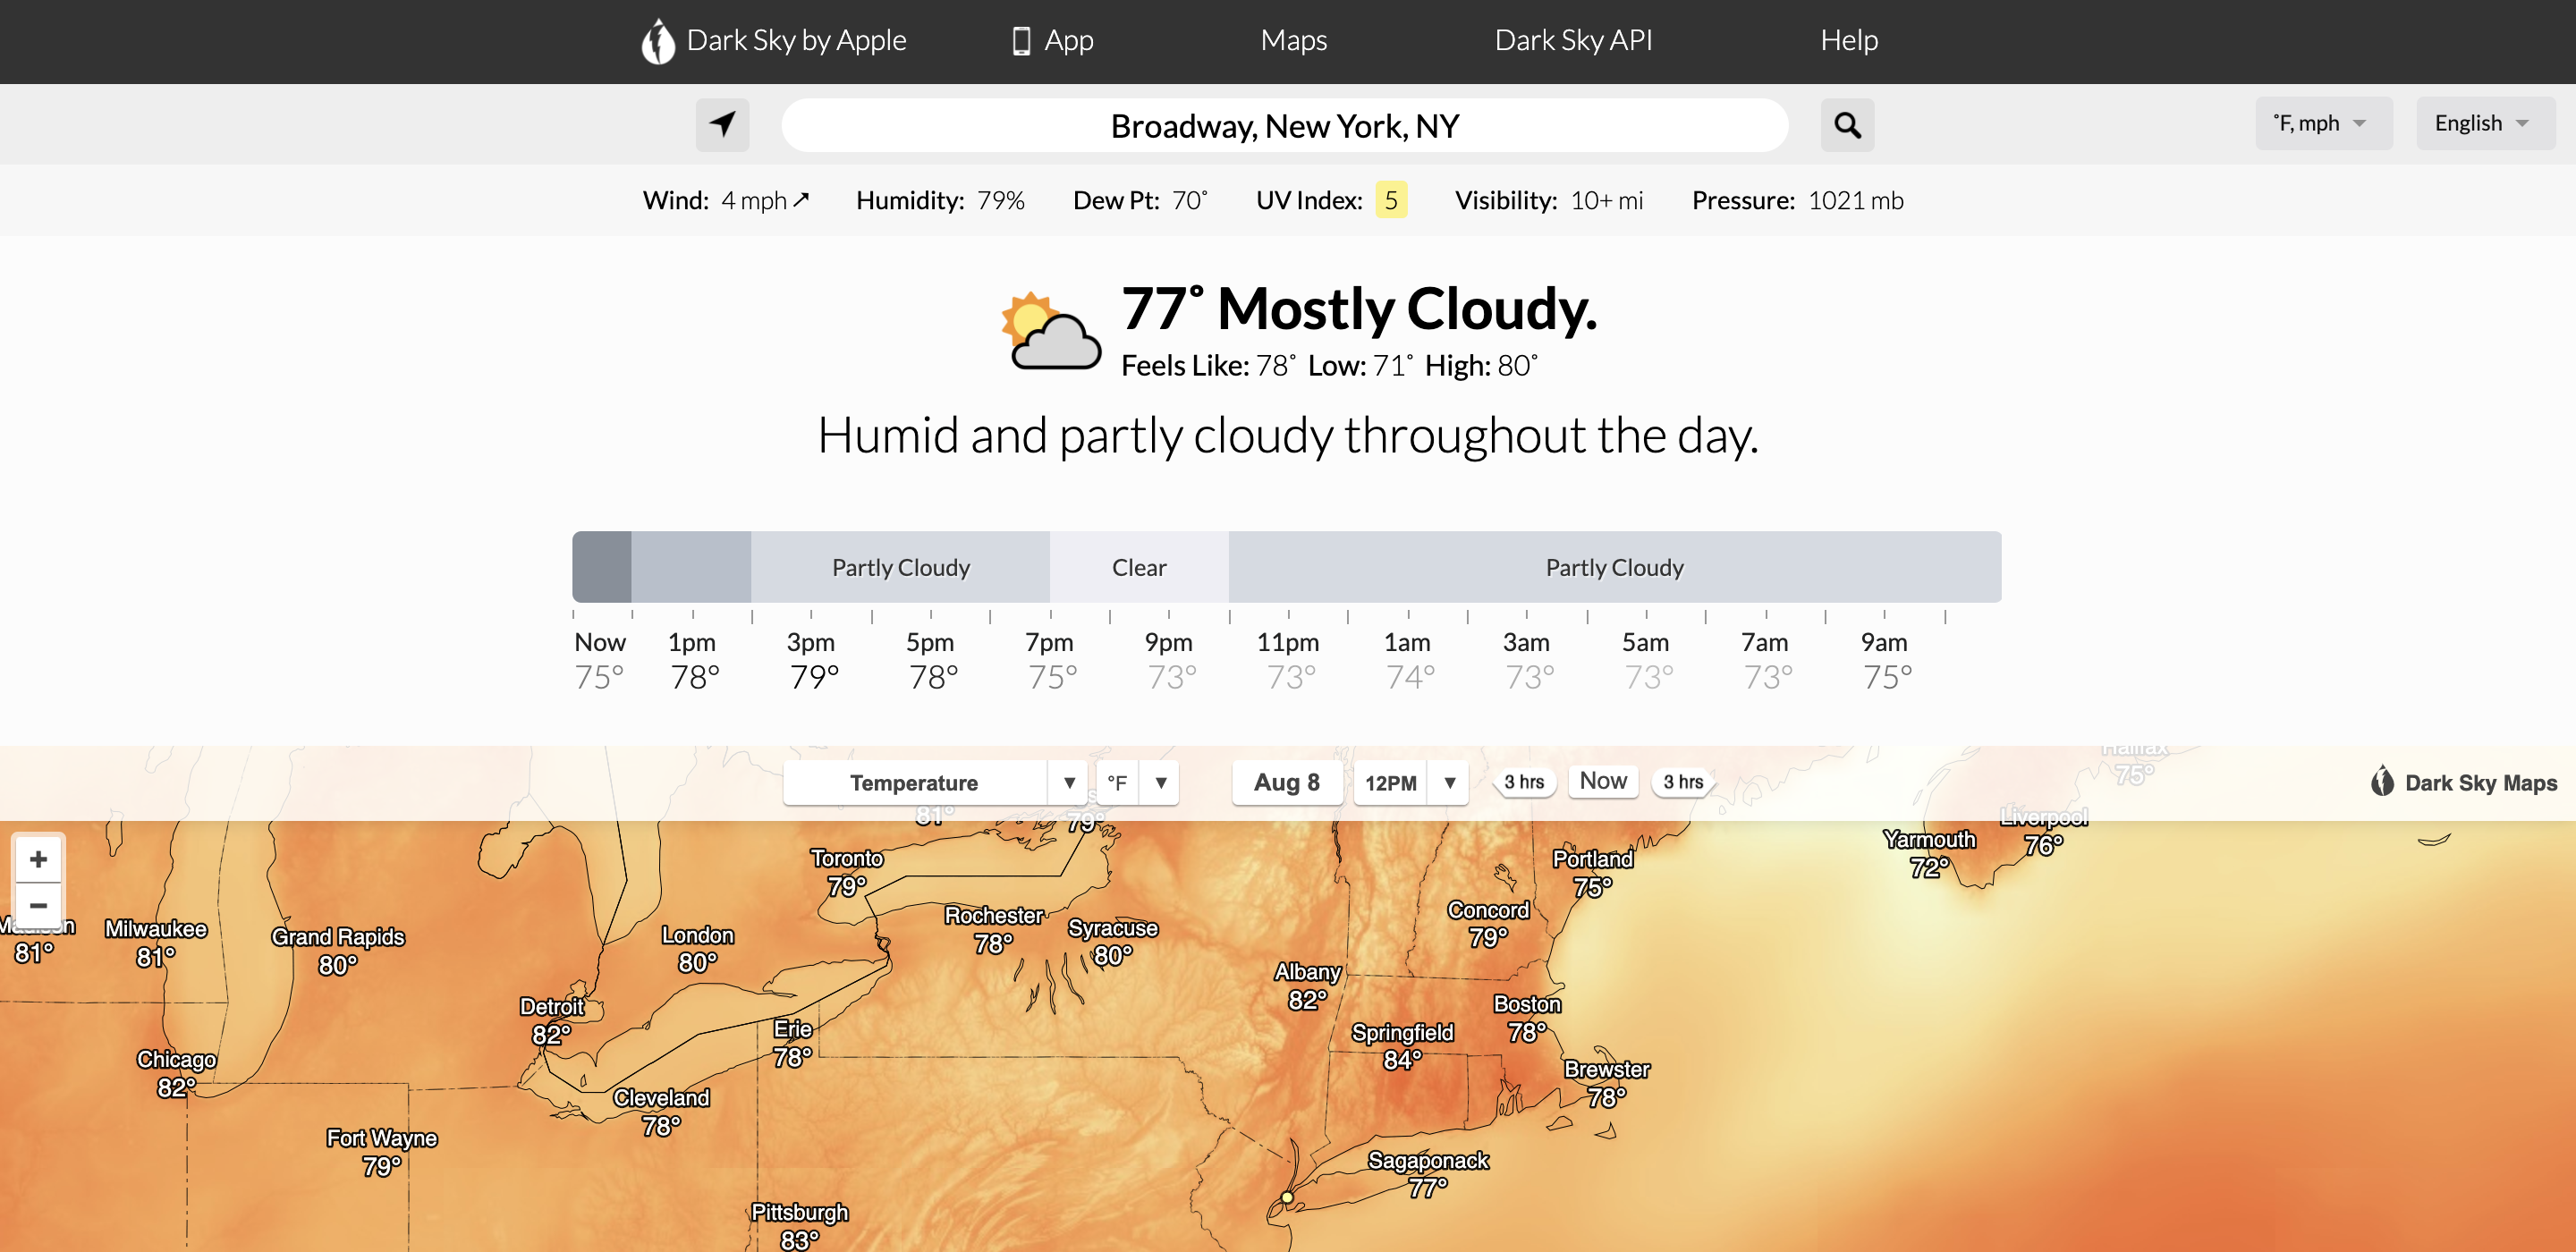 Dark Sky by Apple App Maps Dark Sky API Help
Broadway, New York, NY
˚F, mph English
Wind: 4 mph Humidity: 79% Dew Pt: 70˚ UV Index: 5 Visibility: 10+ mi Pressure: 1021 mb
77˚ Mostly Cloudy.
Feels Like: 78˚ Low: 71˚ High: 80˚
Humid and partly cloudy throughout the day.
Partly Cloudy Clear Partly Cloudy
Now 1pm 3pm 5pm 7pm 9pm 11pm 1am 3am 5am 7am 9am
75° 78° 79° 78° 75° 73° 73° 74° 73° 73° 73° 75°
Halifax
75°
Temperature ▼ °F ▼ Aug 8 12PM ▼ 3 hrs Now 3 hrs
Dark Sky Maps
81°
79°
Liverpool
76°
Yarmouth
72°
+
−
Toronto
79°
Portland
75°
Concord
79°
Rochester
78°
Syracuse
80°
81°
Milwaukee
81°
Grand Rapids
80°
London
80°
Albany
82°
Detroit
82°
Boston
78°
Erie
78°
Springfield
84°
Chicago
82°
Brewster
78°
Cleveland
78°
Fort Wayne
79°
Sagaponack
77°
Pittsburgh
83°